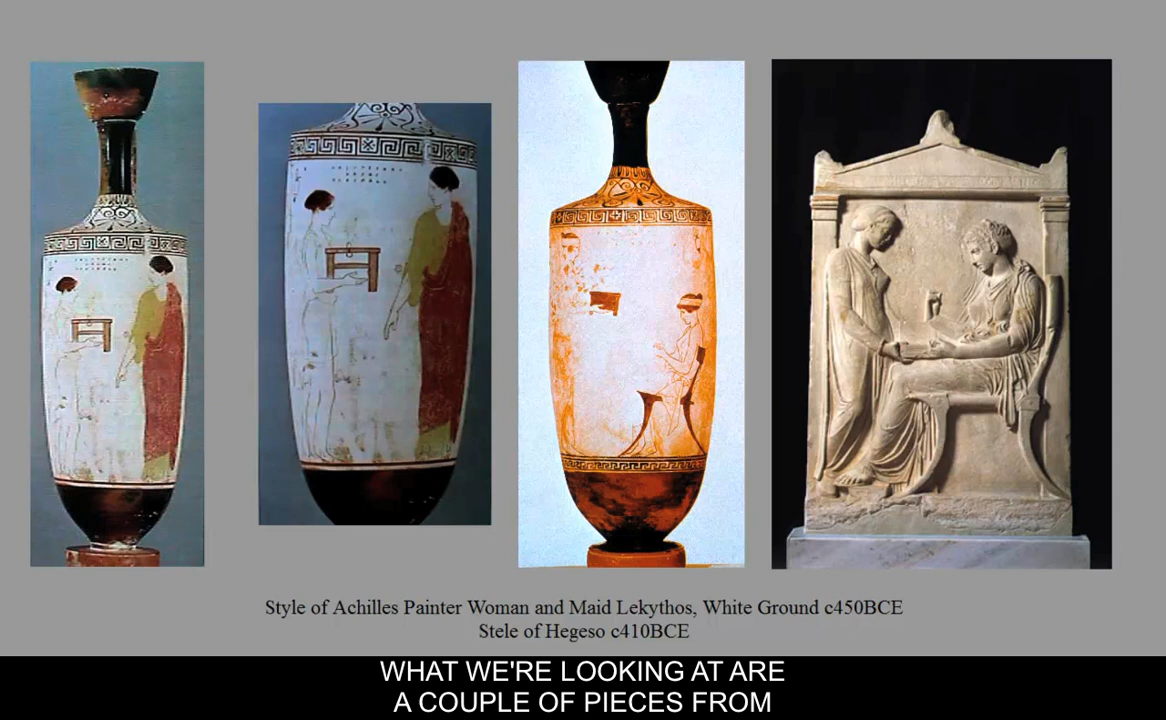 Style of Achilles Painter Woman and Maid Lekythos, White Ground c450BCE
Stele of Hegeso c410BCE
WHAT WE'RE LOOKING AT ARE
A COUPLE OF PIECES FROM